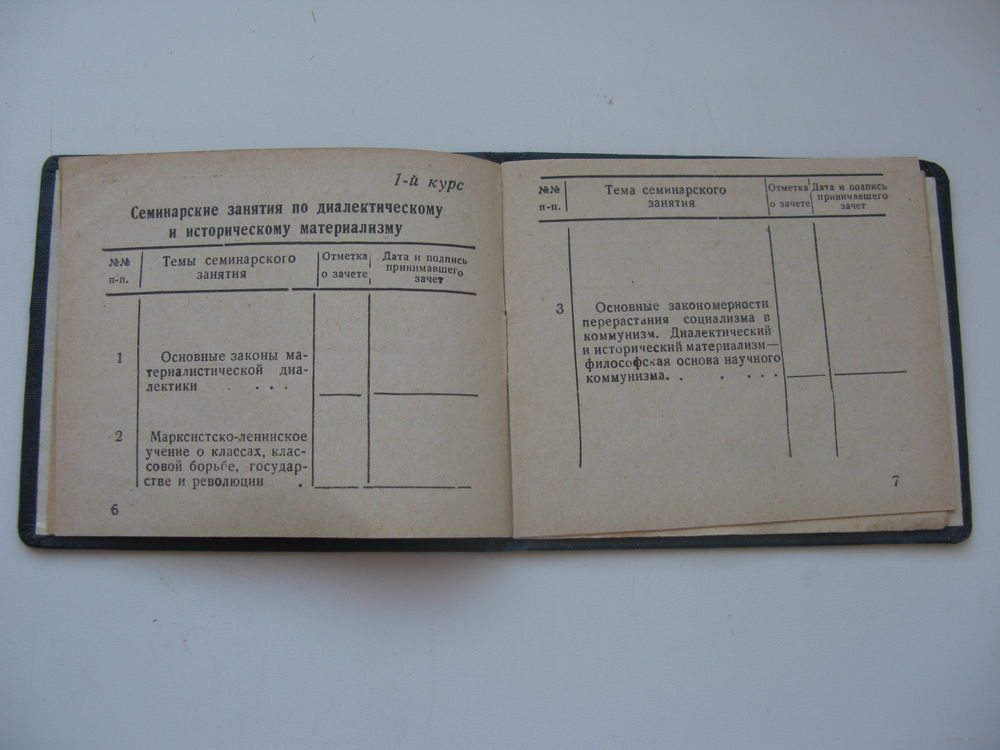 1-й курс
Семинарские занятия по диалектическому
и историческому материализму
№№
п-п.
Темы семинарского
занятия
Отметка
о зачете
Дата и подпись
принимавшего
зачет
1
Основные законы ма-
териалистической диа-
лектики . . . .
2
Марксистско-ленинское
учение о классах, клас-
совой борьбе, государ-
стве и революции .
6
№№
п-п.
Тема семинарского
занятия
Отметка
о зачете
Дата и подпись
принимавшего
зачет
3
Основные закономерности
перерастания социализма в
коммунизм. Диалектический
и исторический материализм—
философская основа научного
коммунизма. . . . . .
7